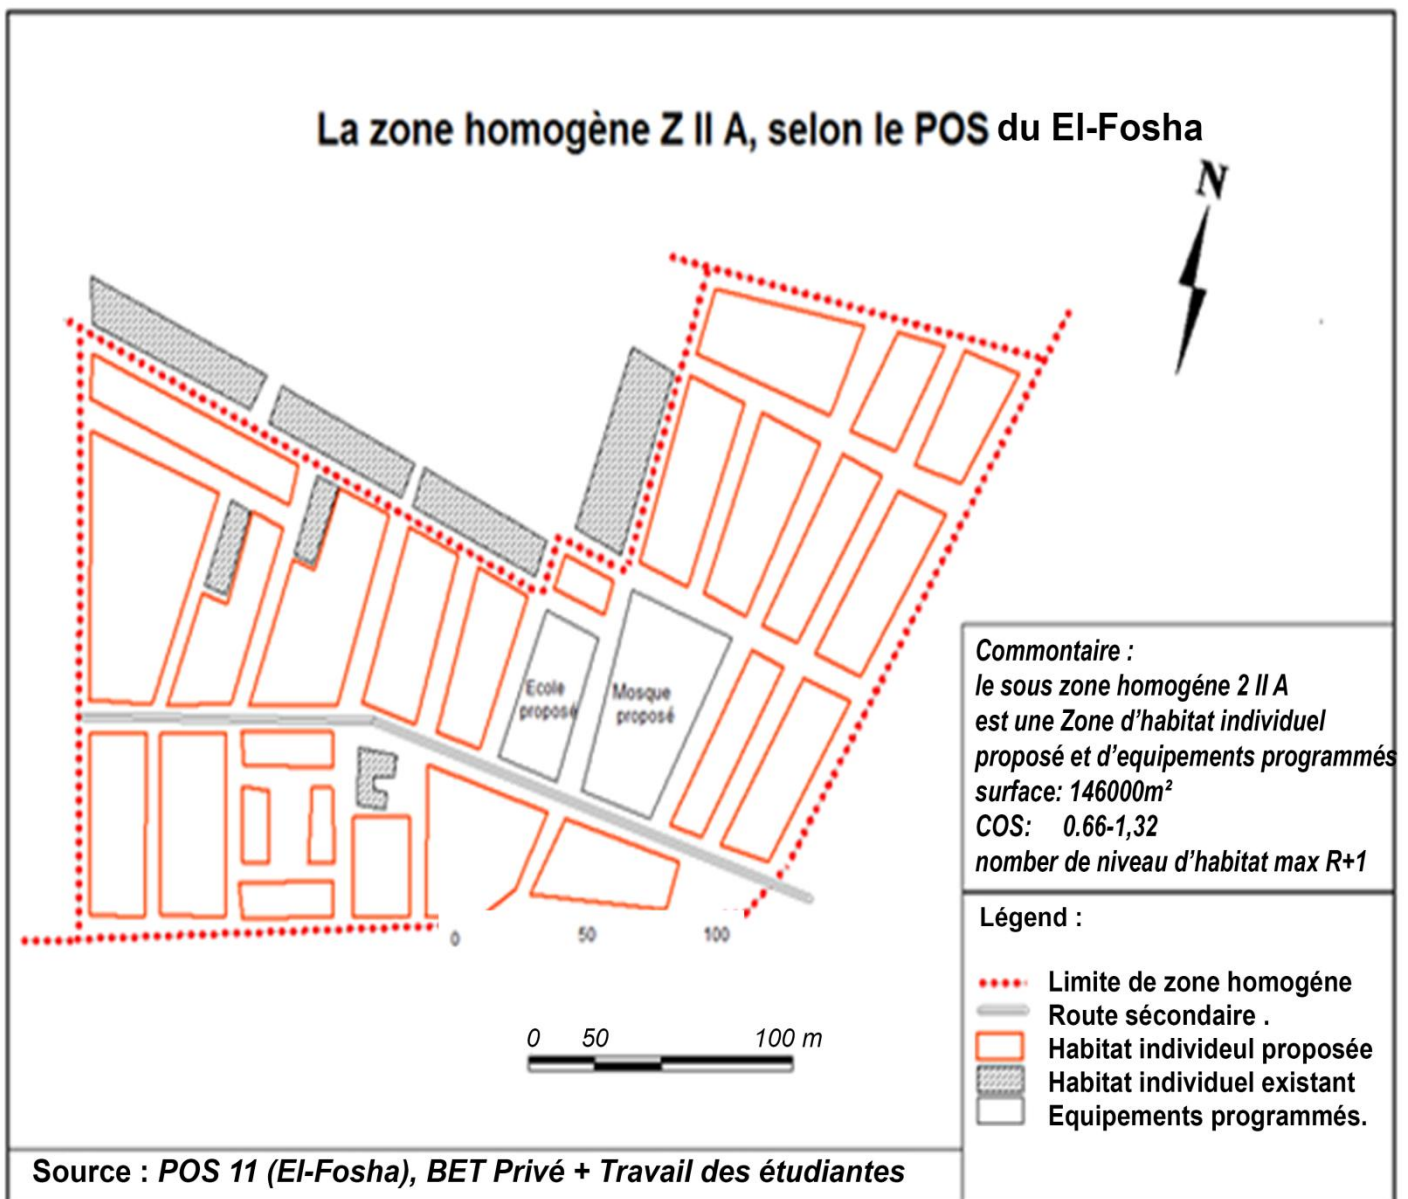 La zone homogène Z II A, selon le POS du El-Fosha
N
Ecole
proposé
Mosque
proposé
Commontaire :
le sous zone homogéne 2 II A
est une Zone d’habitat individuel
proposé et d’equipements programmés
surface: 146000m²
COS: 0.66-1,32
nomber de niveau d’habitat max R+1
0 50 100
0 50 100 m
Légend :
Limite de zone homogéne
Route sécondaire .
Habitat individeul proposée
Habitat individuel existant
Equipements programmés.
Source : POS 11 (El-Fosha), BET Privé + Travail des étudiantes